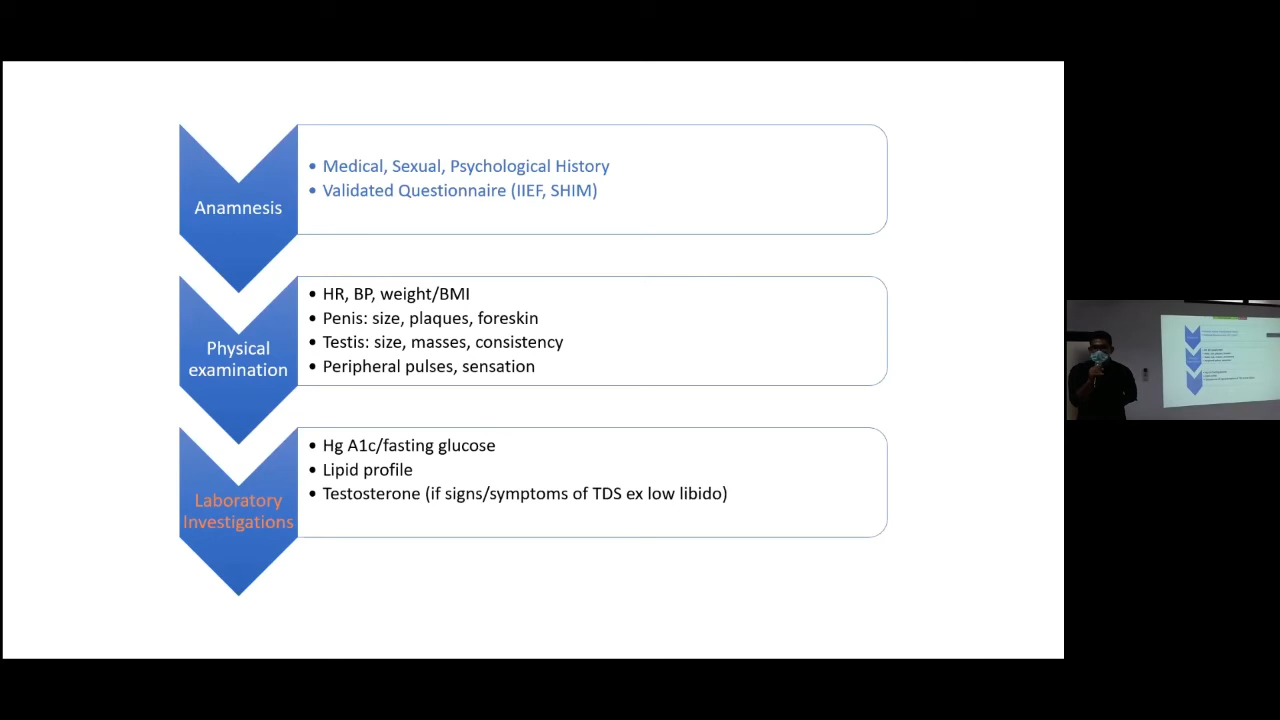 Anamnesis
• Medical, Sexual, Psychological History
• Validated Questionnaire (IIEF, SHIM)
Physical
examination
• HR, BP, weight/BMI
• Penis: size, plaques, foreskin
• Testis: size, masses, consistency
• Peripheral pulses, sensation
Laboratory
Investigations
• Hg A1c/fasting glucose
• Lipid profile
• Testosterone (if signs/symptoms of TDS ex low libido)